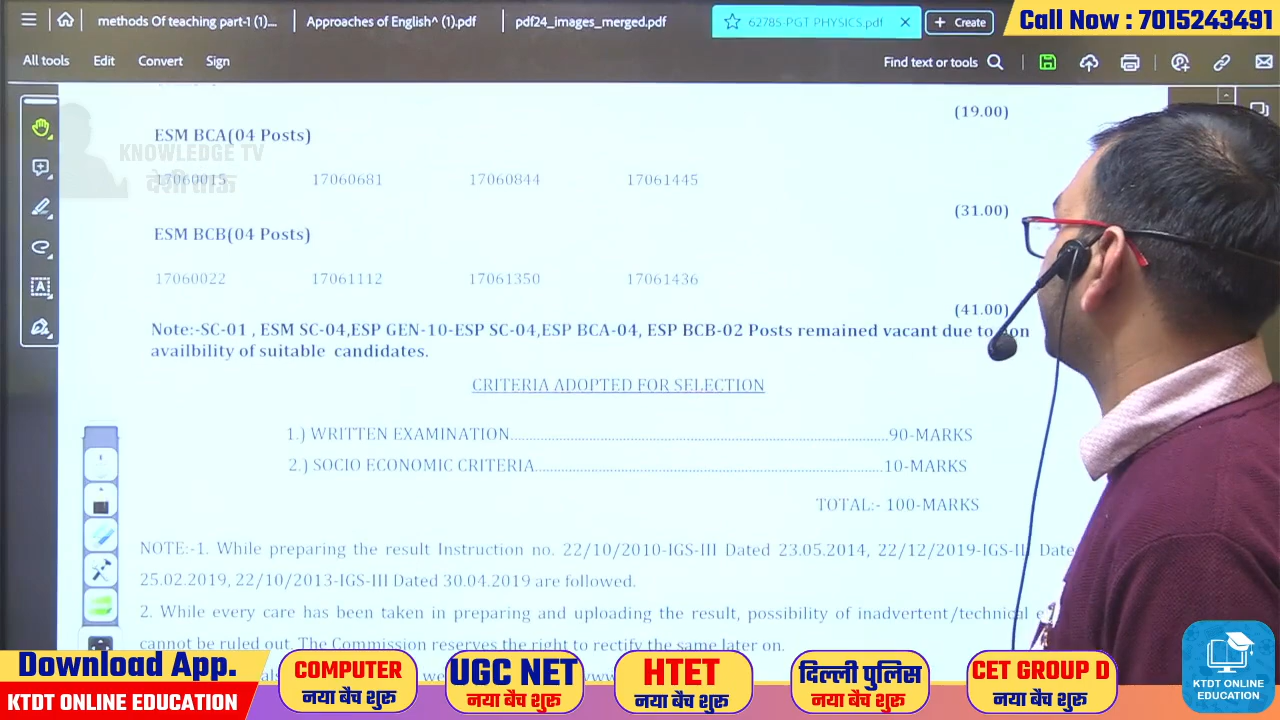 methods Of teaching part-1 (1)....
Approaches of English^ (1).pdf
pdf24_images_merged.pdf
6278S-PGT PHYSICS.pdf
Create
Call Now : 7015243491
All tools Edit Convert Sign
Find text or tools
(19.00)
ESM BCA(04 Posts)
KNOWLEDGE TV
देशी ताऊ
17060015 17060681 17060844 17061445
(31.00)
ESM BCB(04 Posts)
17060022 17061112 17061350 17061436
(41.00)
Note:-SC-01 , ESM SC-04,ESP GEN-10-ESP SC-04,ESP BCA-04, ESP BCB-02 Posts remained vacant due to non
availbility of suitable candidates.
CRITERIA ADOPTED FOR SELECTION
1.) WRITTEN EXAMINATION...90-MARKS
2.) SOCIO ECONOMIC CRITERIA...10-MARKS
TOTAL:- 100-MARKS
NOTE:-1. While preparing the result Instruction no. 22/10/2010-IGS-III Dated 23.05.2014, 22/12/2019-IGS-III Date
25.02.2019, 22/10/2013-IGS-III Dated 30.04.2019 are followed.
2. While every care has been taken in preparing and uploading the result, possibility of inadvertent/technical
cannot be ruled out. The Commission reserves the right to rectify the same later on.
Download App.
KTDT ONLINE EDUCATION
COMPUTER
नया बैच शुरू
UGC NET
नया बैच शुरू
HTET
नया बैच शुरू
दिल्ली पुलिस
नया बैच शुरू
CET GROUP D
नया बैच शुरू
KTDT ONLINE
EDUCATION